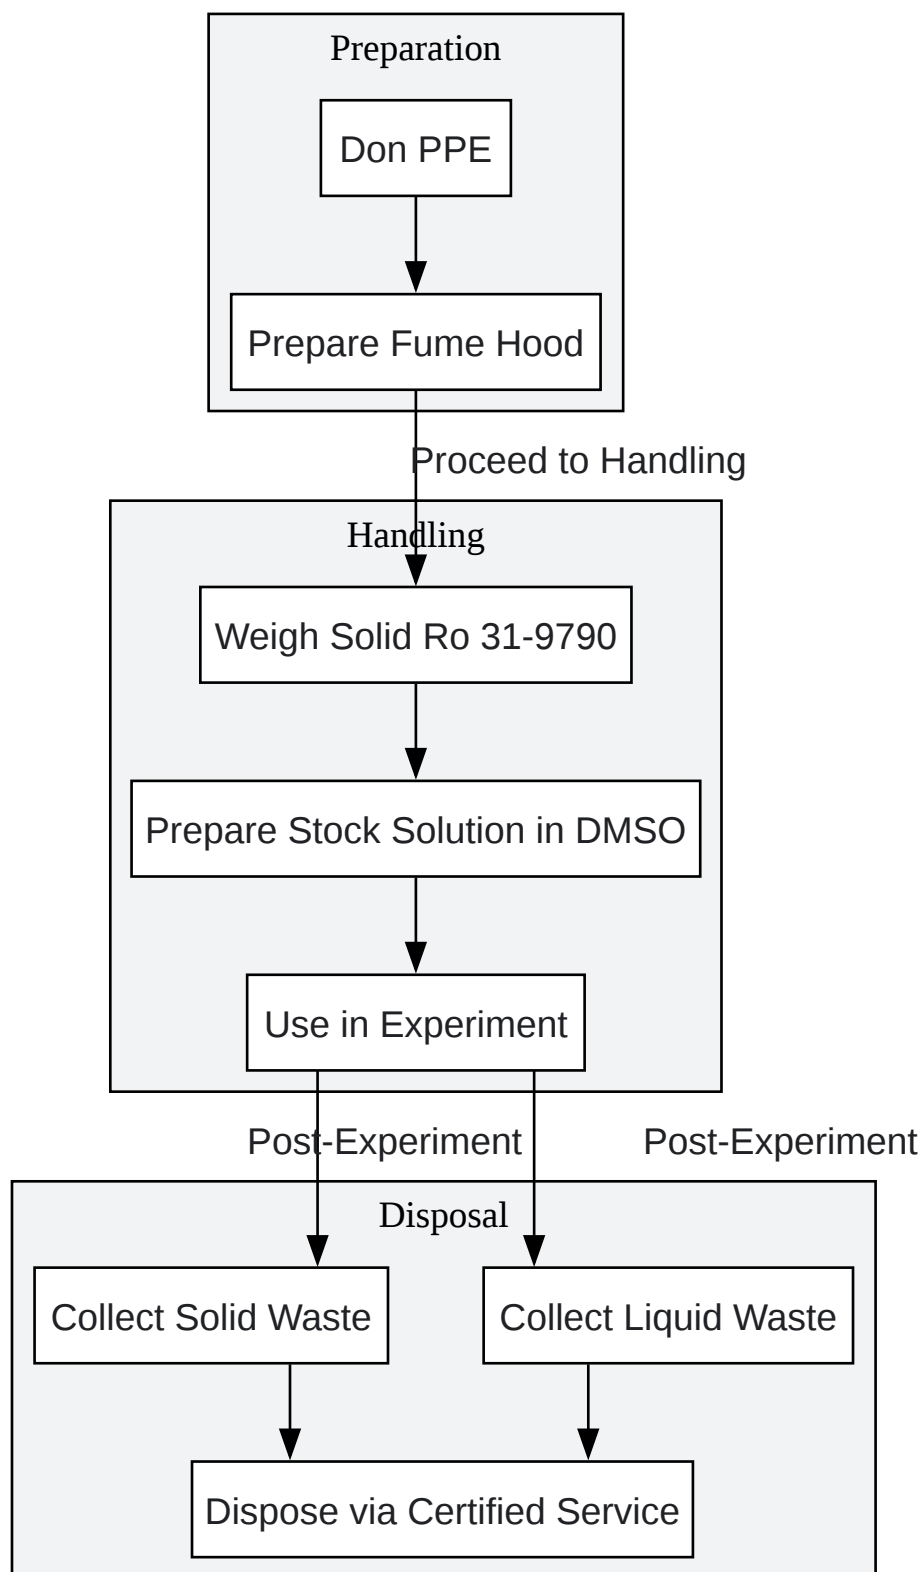 Preparation
Don PPE
Prepare Fume Hood
Proceed to Handling
Handling
Weigh Solid Ro 31-9790
Prepare Stock Solution in DMSO
Use in Experiment
Post-Experiment
Post-Experiment
Disposal
Collect Solid Waste
Collect Liquid Waste
Dispose via Certified Service